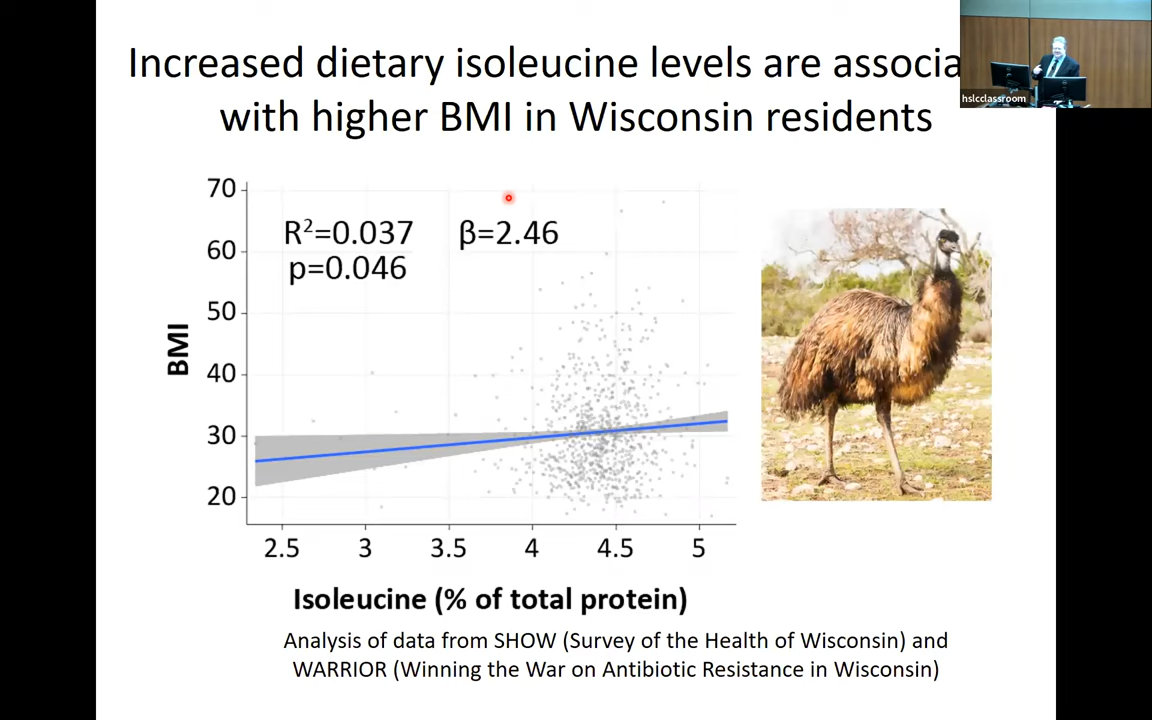 Increased dietary isoleucine levels are associa
with higher BMI in Wisconsin residents
hslcclassroom
70
60
50
40
30
20
BMI
R²=0.037 β=2.46
p=0.046
2.5 3 3.5 4 4.5 5
Isoleucine (% of total protein)
Analysis of data from SHOW (Survey of the Health of Wisconsin) and
WARRIOR (Winning the War on Antibiotic Resistance in Wisconsin)